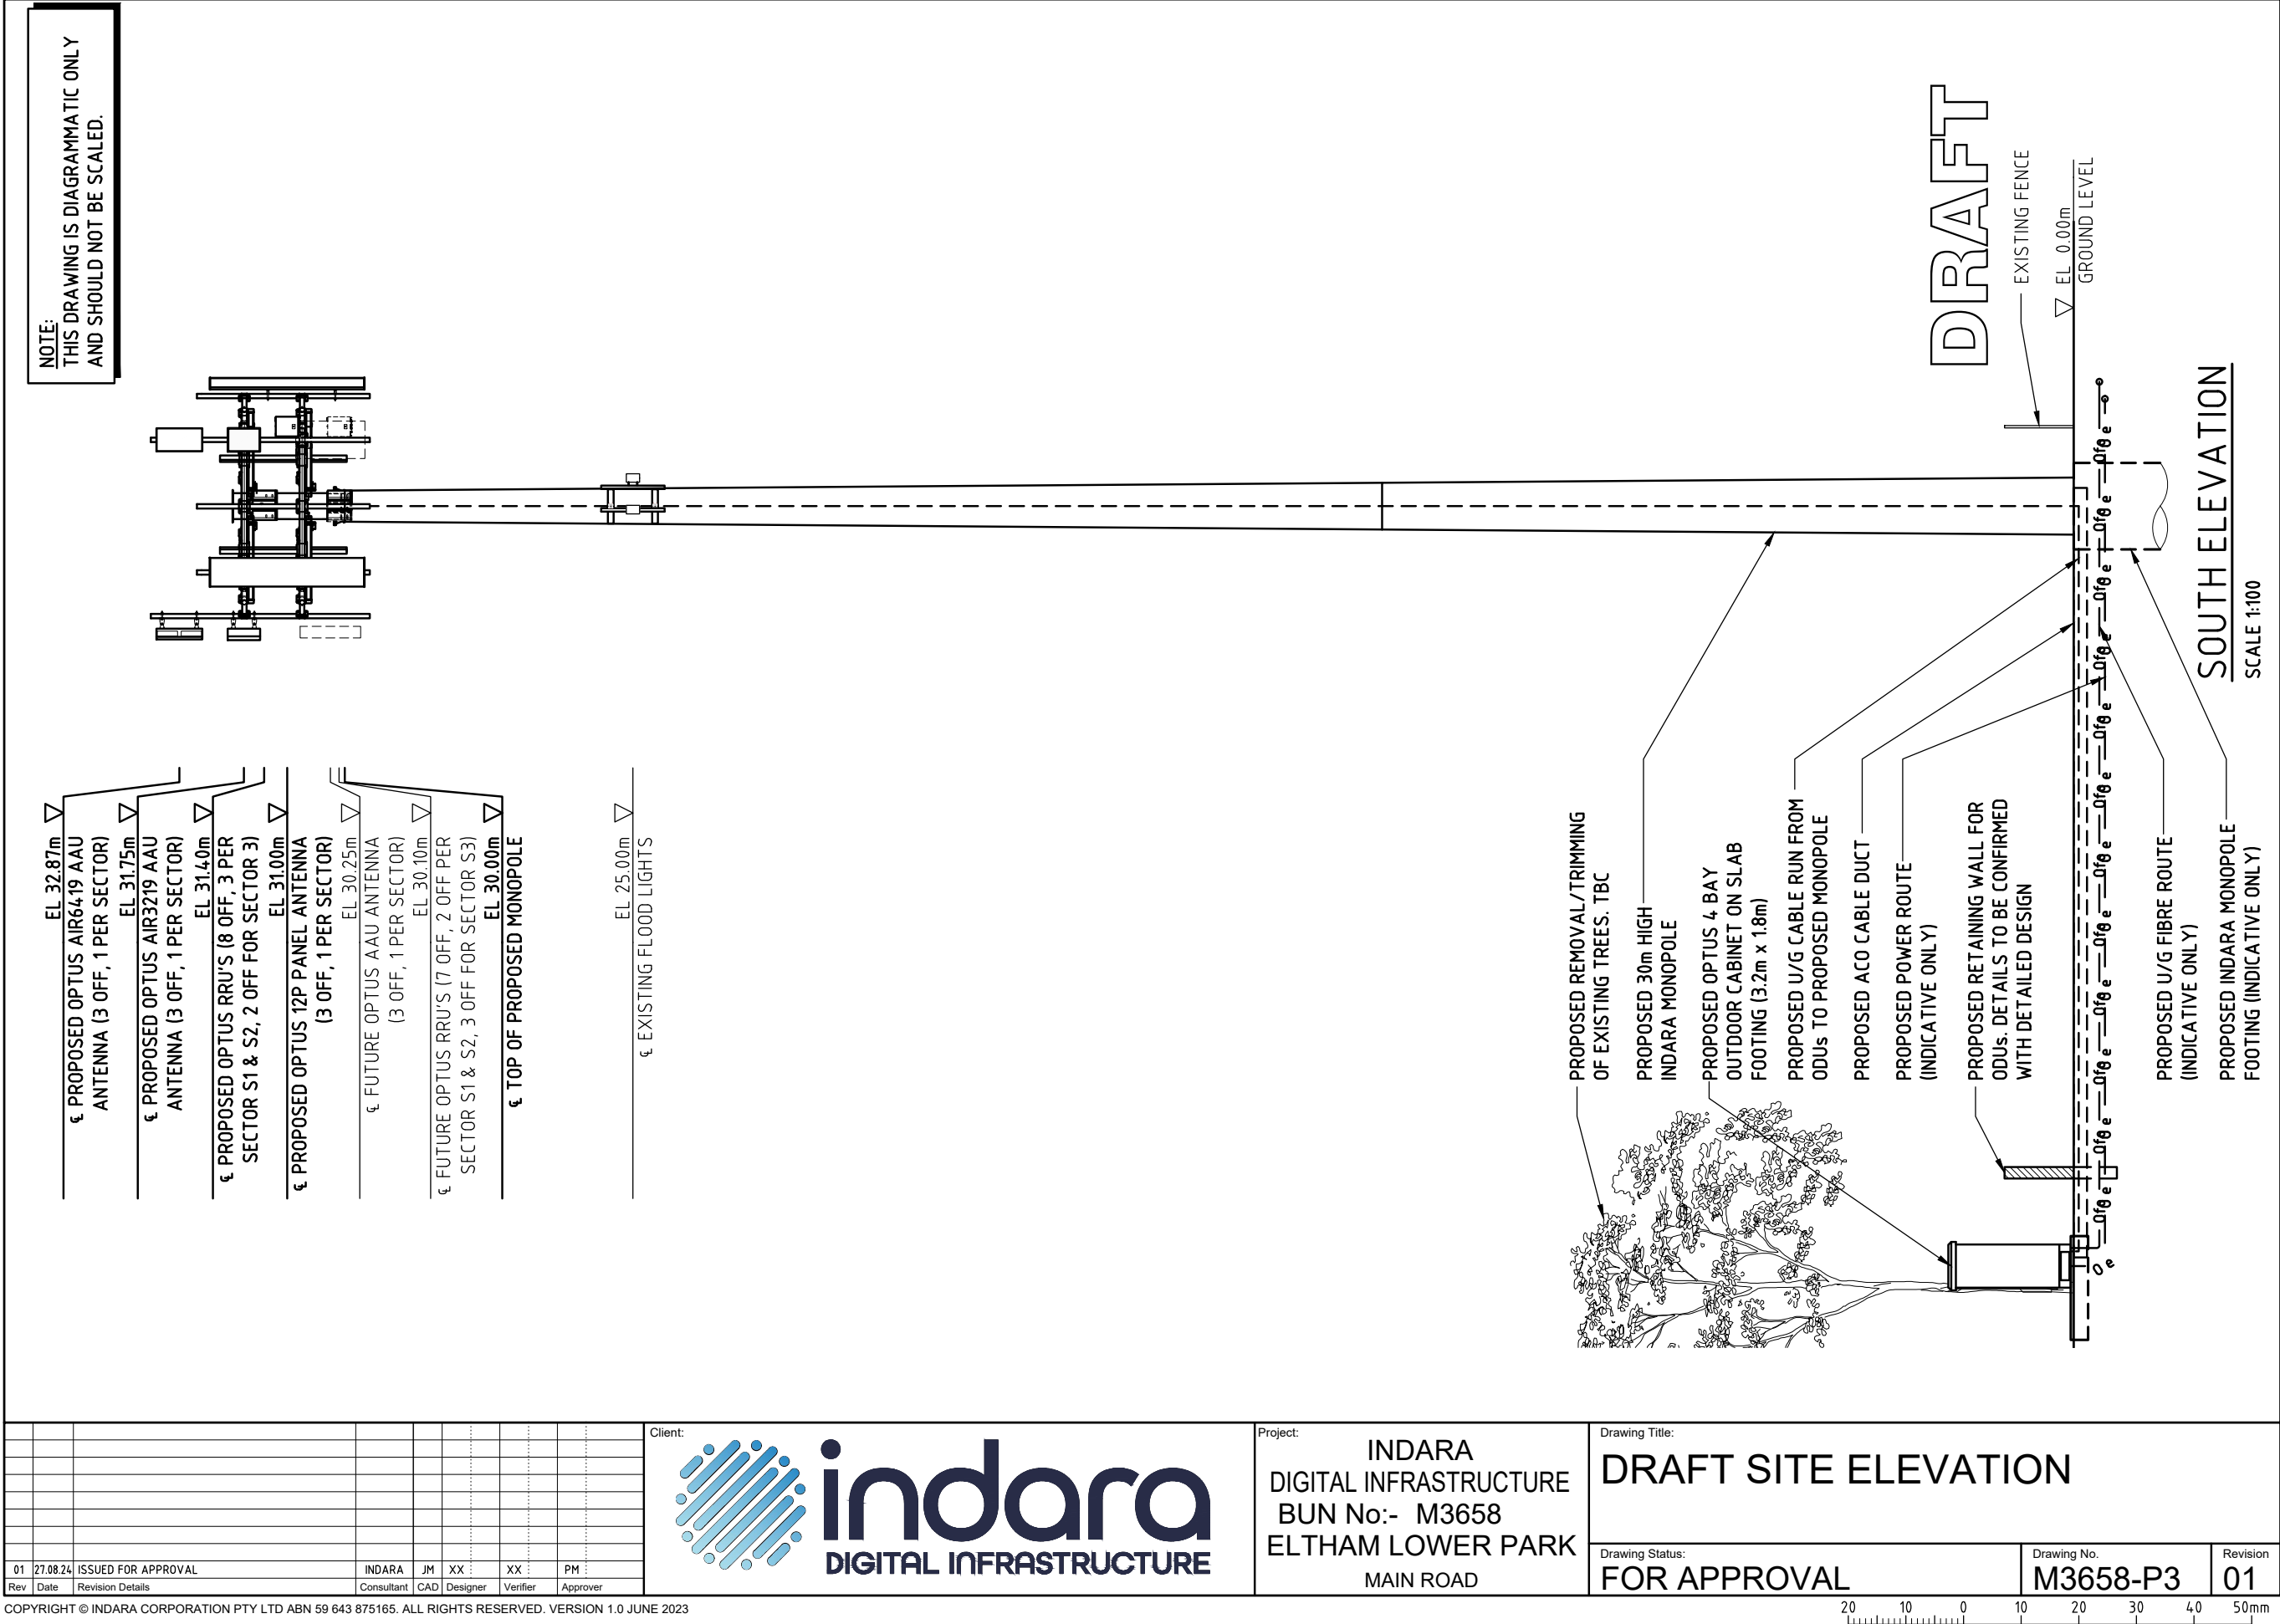 NOTE:
THIS DRAWING IS DIAGRAMMATIC ONLY
AND SHOULD NOT BE SCALED.
EL 32.87m
℄ PROPOSED OPTUS AIR6419 AAU
ANTENNA (3 OFF, 1 PER SECTOR)
EL 31.75m
℄ PROPOSED OPTUS AIR3219 AAU
ANTENNA (3 OFF, 1 PER SECTOR)
EL 31.40m
℄ PROPOSED OPTUS RRU'S (8 OFF, 3 PER
SECTOR S1 & S2, 2 OFF FOR SECTOR 3)
EL 31.00m
℄ PROPOSED OPTUS 12P PANEL ANTENNA
(3 OFF, 1 PER SECTOR)
EL 30.25m
℄ FUTURE OPTUS AAU ANTENNA
(3 OFF, 1 PER SECTOR)
EL 30.10m
℄ FUTURE OPTUS RRU'S (7 OFF, 2 OFF PER
SECTOR S1 & S2, 3 OFF FOR SECTOR S3)
EL 30.00m
℄ TOP OF PROPOSED MONOPOLE
EL 25.00m
℄ EXISTING FLOOD LIGHTS
PROPOSED REMOVAL/TRIMMING
OF EXISTING TREES. TBC
PROPOSED 30m HIGH
INDARA MONOPOLE
PROPOSED OPTUS 4 BAY
OUTDOOR CABINET ON SLAB
FOOTING (3.2m x 1.8m)
PROPOSED U/G CABLE RUN FROM
ODUs TO PROPOSED MONOPOLE
PROPOSED ACO CABLE DUCT
PROPOSED POWER ROUTE
(INDICATIVE ONLY)
PROPOSED RETAINING WALL FOR
ODUs. DETAILS TO BE CONFIRMED
WITH DETAILED DESIGN
PROPOSED U/G FIBRE ROUTE
(INDICATIVE ONLY)
PROPOSED INDARA MONOPOLE
FOOTING (INDICATIVE ONLY)
DRAFT
EXISTING FENCE
EL 0.00m
GROUND LEVEL
SOUTH ELEVATION
SCALE 1:100
01 27.08.24 ISSUED FOR APPROVAL INDARA JM XX XX PM
Rev Date Revision Details Consultant CAD Designer Verifier Approver
Client:
indara
DIGITAL INFRASTRUCTURE
Project:
INDARA
DIGITAL INFRASTRUCTURE
BUN No:- M3658
ELTHAM LOWER PARK
MAIN ROAD
Drawing Title:
DRAFT SITE ELEVATION
Drawing Status:
FOR APPROVAL
Drawing No.
M3658-P3
Revision
01
COPYRIGHT © INDARA CORPORATION PTY LTD ABN 59 643 875165. ALL RIGHTS RESERVED. VERSION 1.0 JUNE 2023
20 10 0 10 20 30 40 50mm